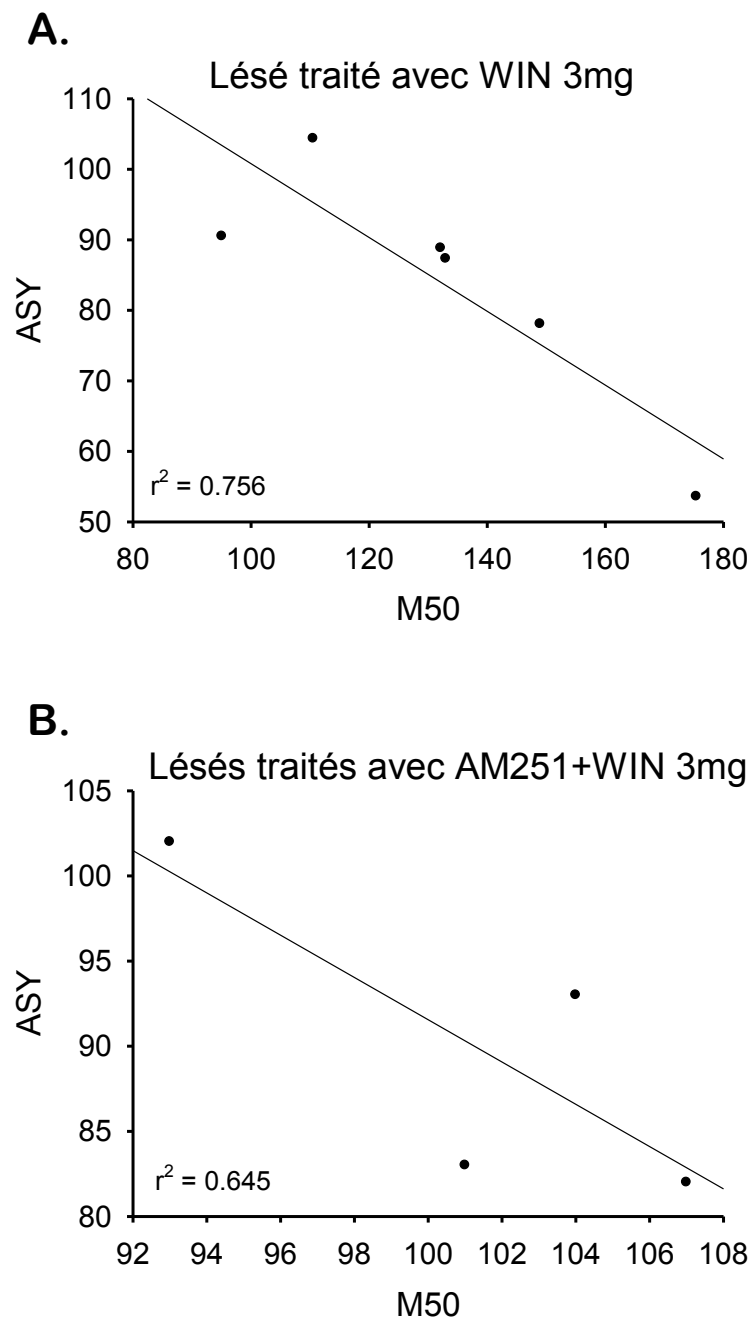 A.
Lésé traité avec WIN 3mg
110
100
90
80
70
60
50
ASY
r² = 0.756
80 100 120 140 160 180
M50
B.
Lésés traités avec AM251+WIN 3mg
105
100
95
90
85
80
ASY
r² = 0.645
92 94 96 98 100 102 104 106 108
M50